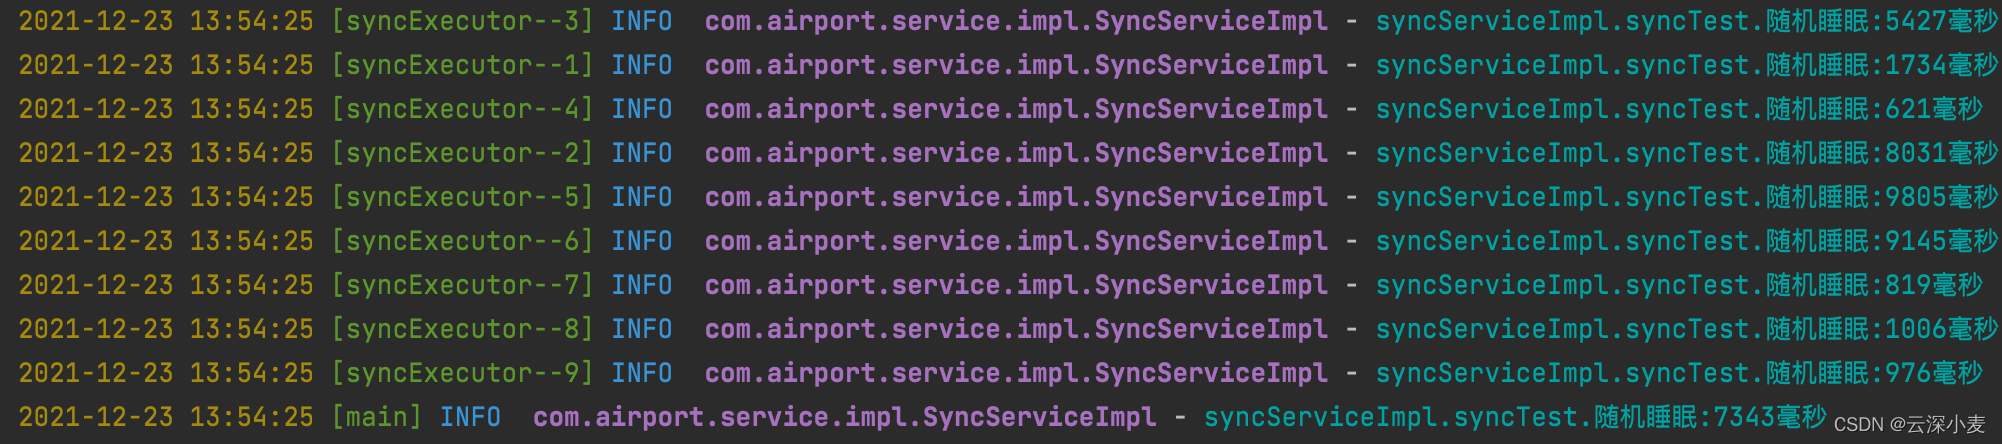 2021-12-23 13:54:25 [syncExecutor--3] INFO  com.airport.service.impl.SyncServiceImpl - syncServiceImpl.syncTest.随机睡眠:5427毫秒
2021-12-23 13:54:25 [syncExecutor--1] INFO  com.airport.service.impl.SyncServiceImpl - syncServiceImpl.syncTest.随机睡眠:1734毫秒
2021-12-23 13:54:25 [syncExecutor--4] INFO  com.airport.service.impl.SyncServiceImpl - syncServiceImpl.syncTest.随机睡眠:621毫秒
2021-12-23 13:54:25 [syncExecutor--2] INFO  com.airport.service.impl.SyncServiceImpl - syncServiceImpl.syncTest.随机睡眠:8031毫秒
2021-12-23 13:54:25 [syncExecutor--5] INFO  com.airport.service.impl.SyncServiceImpl - syncServiceImpl.syncTest.随机睡眠:9805毫秒
2021-12-23 13:54:25 [syncExecutor--6] INFO  com.airport.service.impl.SyncServiceImpl - syncServiceImpl.syncTest.随机睡眠:9145毫秒
2021-12-23 13:54:25 [syncExecutor--7] INFO  com.airport.service.impl.SyncServiceImpl - syncServiceImpl.syncTest.随机睡眠:819毫秒
2021-12-23 13:54:25 [syncExecutor--8] INFO  com.airport.service.impl.SyncServiceImpl - syncServiceImpl.syncTest.随机睡眠:1006毫秒
2021-12-23 13:54:25 [syncExecutor--9] INFO  com.airport.service.impl.SyncServiceImpl - syncServiceImpl.syncTest.随机睡眠:976毫秒
2021-12-23 13:54:25 [main] INFO  com.airport.service.impl.SyncServiceImpl - syncServiceImpl.syncTest.随机睡眠:7343毫秒
CSDN @云深小麦